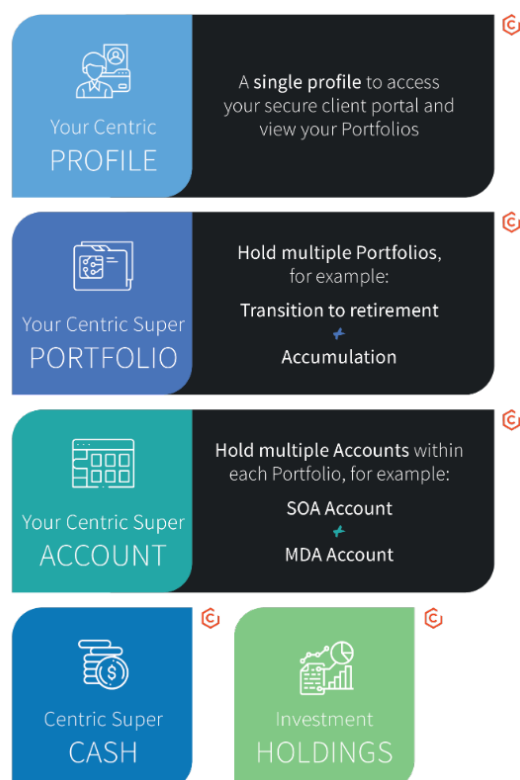 Your Centric
PROFILE
A single profile to access
your secure client portal and
view your Portfolios
Your Centric Super
PORTFOLIO
Hold multiple Portfolios,
for example:
Transition to retirement
+
Accumulation
Your Centric Super
ACCOUNT
Hold multiple Accounts within
each Portfolio, for example:
SOA Account
+
MDA Account
Centric Super
CASH
Investment
HOLDINGS